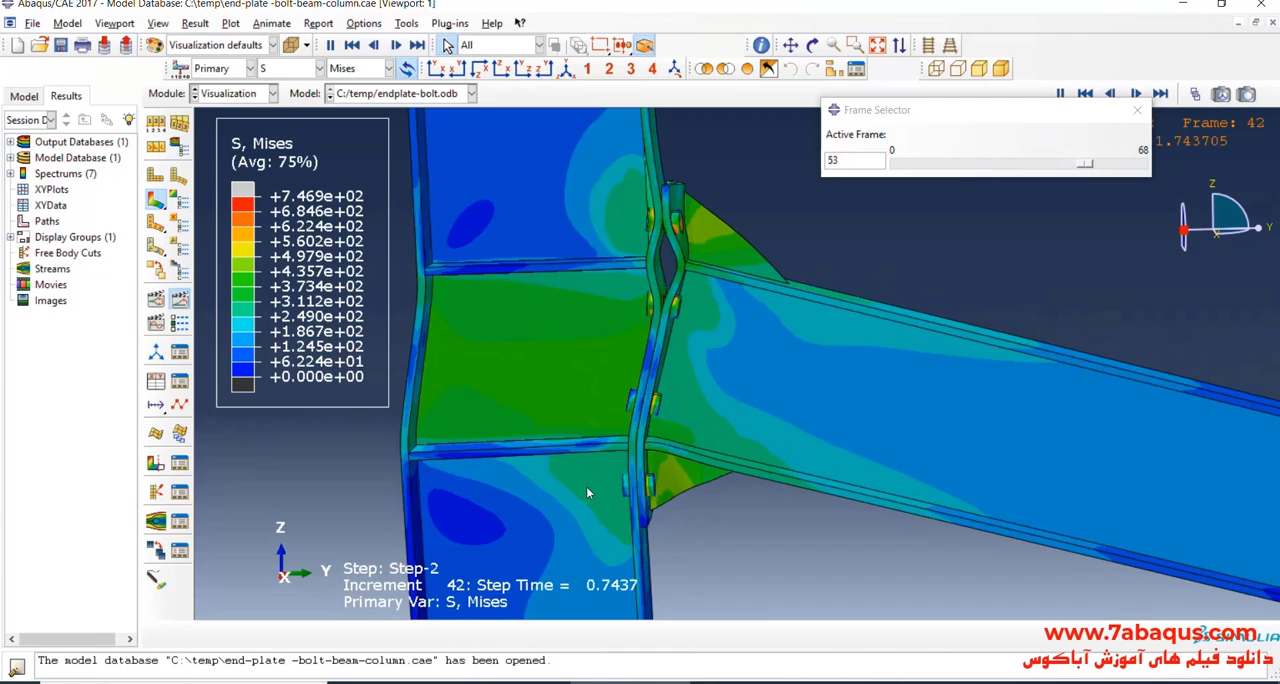 Abaqus/CAE 2017 - Model Database: C:\temp\end-plate -bolt-beam-column.cae [Viewport: 1]
File Model Viewport View Result Plot Animate Report Options Tools Plug-ins Help
Visualization defaults All
Primary S Mises 1 2 3 4
Model Results Module: Visualization Model: C:/temp/endplate-bolt.odb
Session D
Output Databases (1)
Model Database (1)
Spectrums (7)
XYPlots
XYData
Paths
Display Groups (1)
Free Body Cuts
Streams
Movies
Images
S, Mises
(Avg: 75%)
+7.469e+02
+6.846e+02
+6.224e+02
+5.602e+02
+4.979e+02
+4.357e+02
+3.734e+02
+3.112e+02
+2.490e+02
+1.867e+02
+1.245e+02
+6.224e+01
+0.000e+00
Frame Selector
Active Frame:
53 0 68
Frame: 42
1.743705
Z
Y
X
Z
Y
X
Step: Step-2
Increment 42: Step Time = 0.7437
Primary Var: S, Mises
www.7abaqus.com
دانلود فیلم های آموزش آباکوس
The model database "C:\temp\end-plate -bolt-beam-column.cae" has been opened.